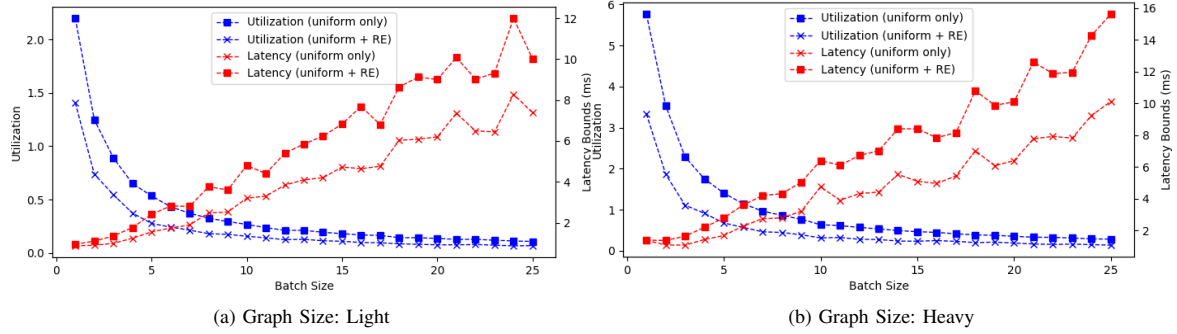 Utilization (uniform only)
Utilization (uniform + RE)
Latency (uniform only)
Latency (uniform + RE)
2.0
1.5
1.0
0.5
0.0
Utilization
12
10
8
6
4
2
Latency Bounds (ms)
0
5
10
15
20
25
Batch Size
(a) Graph Size: Light
Utilization (uniform only)
Utilization (uniform + RE)
Latency (uniform only)
Latency (uniform + RE)
6
5
4
3
2
1
0
Utilization
16
14
12
10
8
6
4
2
Latency Bounds (ms)
0
5
10
15
20
25
Batch Size
(b) Graph Size: Heavy